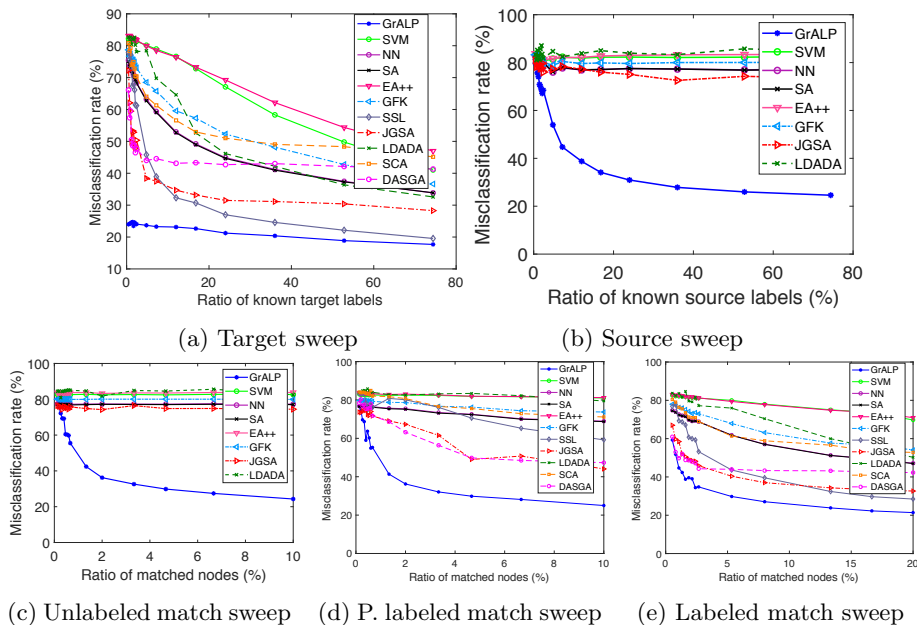 Misclassification rate (%)
90
80
70
60
50
40
30
20
10
0
20
40
60
80
Ratio of known target labels
GrALP
SVM
NN
SA
EA++
GFK
SSL
JGSA
LDADA
SCA
DASGA
(a) Target sweep
Misclassification rate (%)
100
80
60
40
20
0
0
20
40
60
80
Ratio of known source labels (%)
GrALP
SVM
NN
SA
EA++
GFK
JGSA
LDADA
(b) Source sweep
Misclassification rate (%)
100
80
60
40
20
0
0
2
4
6
8
10
Ratio of matched nodes (%)
GrALP
SVM
NN
SA
EA++
GFK
JGSA
LDADA
(c) Unlabeled match sweep
Misclassification rate (%)
100
80
60
40
20
0
0
2
4
6
8
10
Ratio of matched nodes (%)
GrALP
SVM
NN
SA
EA++
GFK
SSL
JGSA
LDADA
SCA
DASGA
(d) P. labeled match sweep
Misclassification rate (%)
100
80
60
40
20
0
0
5
10
15
20
Ratio of matched nodes (%)
GrALP
SVM
NN
SA
EA++
GFK
SSL
JGSA
LDADA
SCA
DASGA
(e) Labeled match sweep